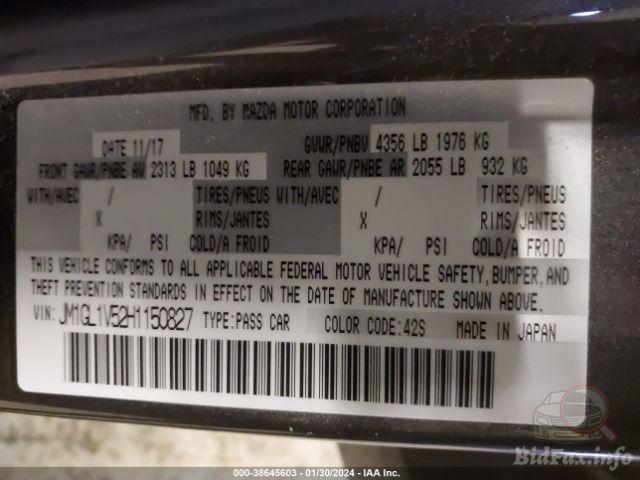 MFD. BY MAZDA MOTOR CORPORATION
DATE 11/17 GVWR/PNBV 4356 LB 1976 KG
FRONT GAWR/PNBE AV 2313 LB 1049 KG REAR GAWR/PNBE AR 2055 LB 932 KG
WITH/AVEC / TIRES/PNEUS WITH/AVEC / TIRES/PNEUS
X RIMS/JANTES X RIMS/JANTES
KPA/ PSI COLD/A FROID KPA/ PSI COLD/A FROID
THIS VEHICLE CONFORMS TO ALL APPLICABLE FEDERAL MOTOR VEHICLE SAFETY, BUMPER, AND
THEFT PREVENTION STANDARDS IN EFFECT ON THE DATE OF MANUFACTURE SHOWN ABOVE.
VIN: JM1GL1V52H1150827 TYPE:PASS CAR COLOR CODE:42S MADE IN JAPAN
BidFax.info
000-38645603 - 01/30/2024 - IAA Inc.